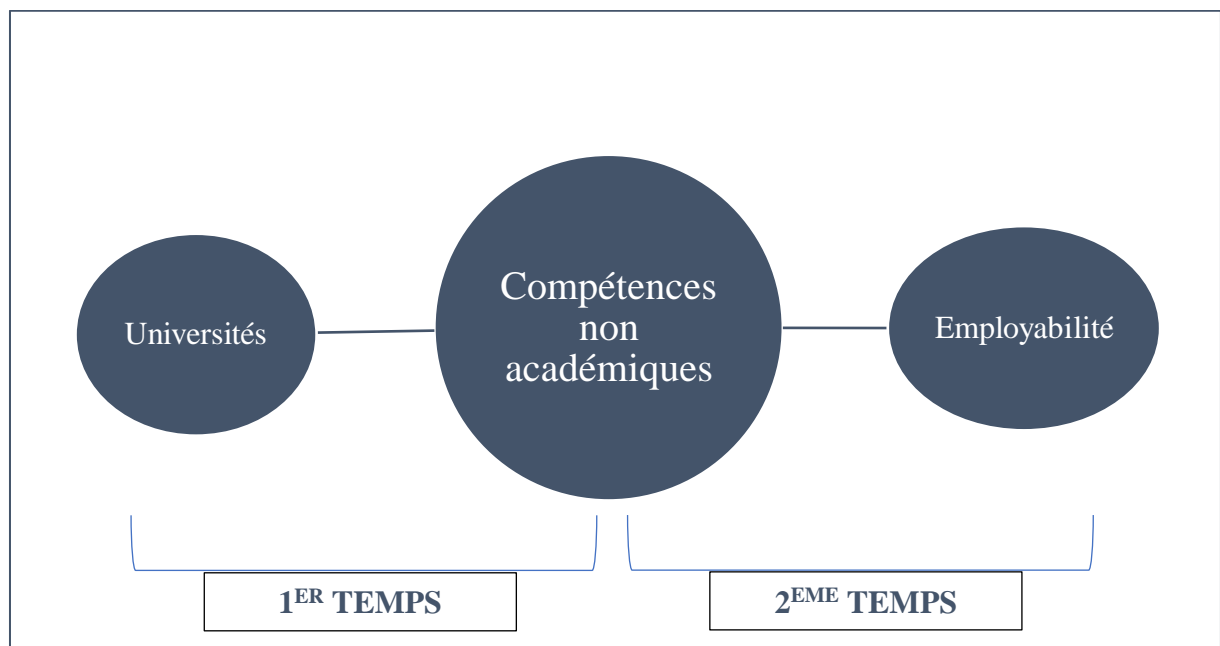 Universités
Compétences
non
académiques
Employabilité
1ER TEMPS
2EME TEMPS